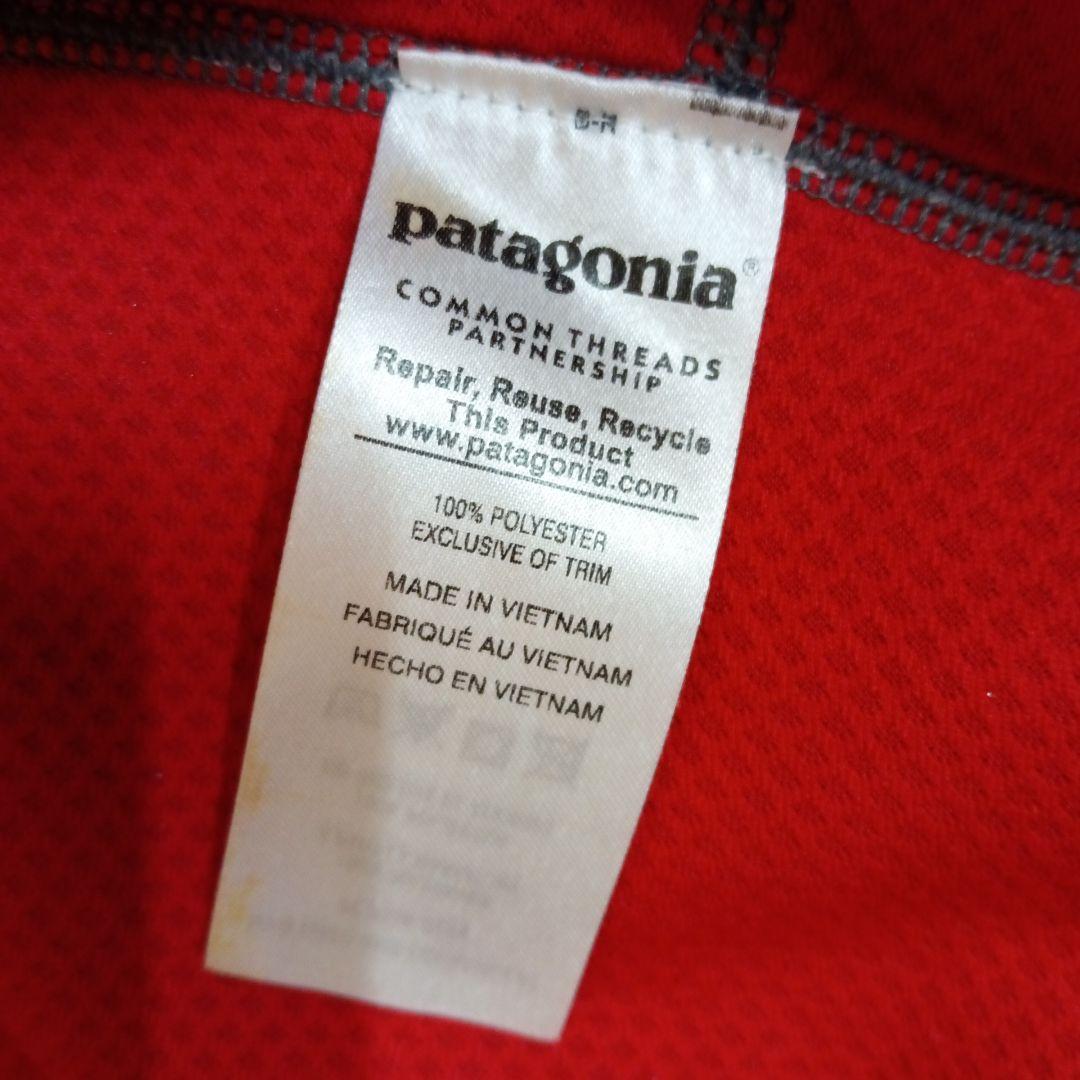 patagonia®
COMMON THREADS
PARTNERSHIP
Repair, Reuse, Recycle
This Product
www.patagonia.com
100% POLYESTER
EXCLUSIVE OF TRIM
MADE IN VIETNAM
FABRIQUÉ AU VIETNAM
HECHO EN VIETNAM